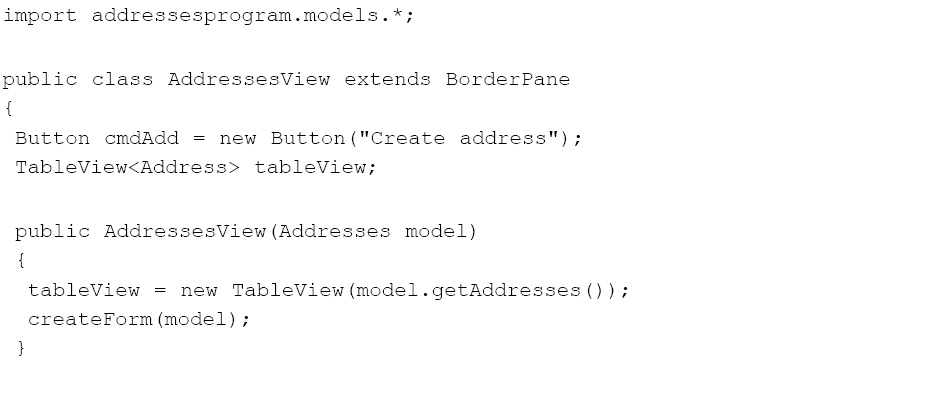 import addressesprogram.models.*;
public class AddressesView extends BorderPane
{
Button cmdAdd = new Button("Create address");
TableView<Address> tableView;
public AddressesView(Addresses model)
{
tableView = new TableView(model.getAddresses());
createForm(model);
}